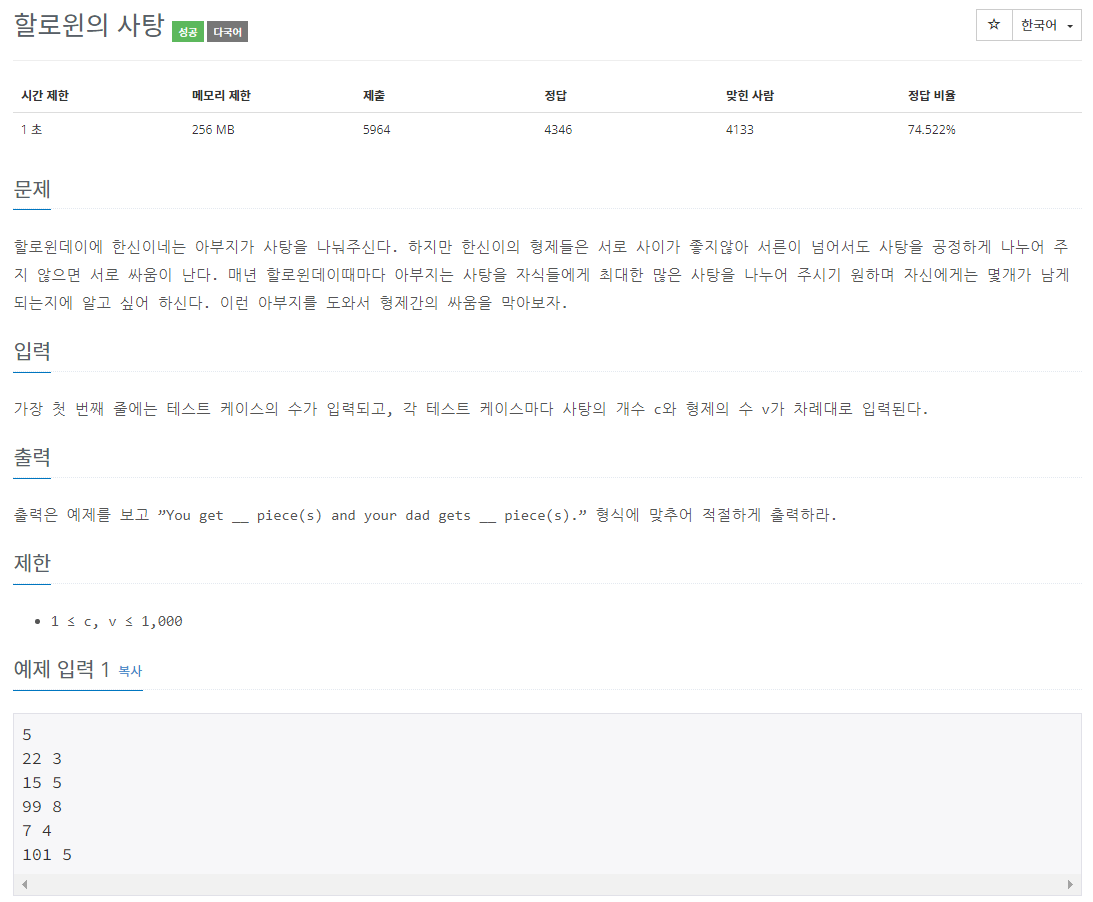 할로윈의 사탕 성공 다국어
☆ 한국어
시간 제한 메모리 제한 제출 정답 맞힌 사람 정답 비율
1 초 256 MB 5964 4346 4133 74.522%
문제
할로윈데이에 한신이네는 아부지가 사탕을 나눠주신다. 하지만 한신이의 형제들은 서로 사이가 좋지않아 서른이 넘어서도 사탕을 공정하게 나누어 주
지 않으면 서로 싸움이 난다. 매년 할로윈데이때마다 아부지는 사탕을 자식들에게 최대한 많은 사탕을 나누어 주시기 원하며 자신에게는 몇개가 남게
되는지에 알고 싶어 하신다. 이런 아부지를 도와서 형제간의 싸움을 막아보자.
입력
가장 첫 번째 줄에는 테스트 케이스의 수가 입력되고, 각 테스트 케이스마다 사탕의 개수 c와 형제의 수 v가 차례대로 입력된다.
출력
출력은 예제를 보고 ”You get __ piece(s) and your dad gets __ piece(s).” 형식에 맞추어 적절하게 출력하라.
제한
• 1 ≤ c, v ≤ 1,000
예제 입력 1 복사
5
22 3
15 5
99 8
7 4
101 5